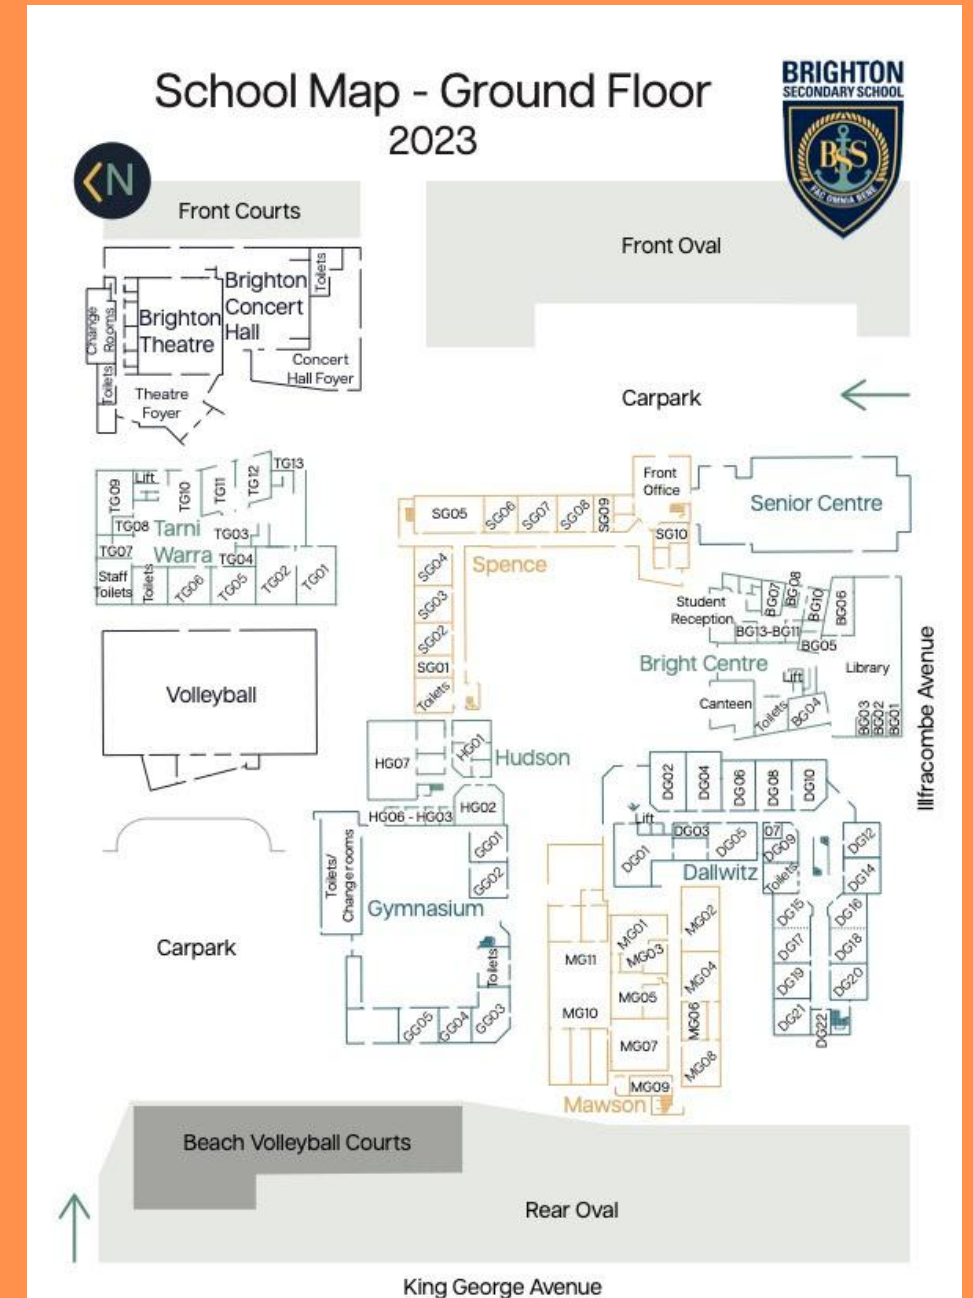 School Map - Ground Floor
2023
BRIGHTON
SECONDARY SCHOOL
BSS
FAC OMNIA BENE
N
Front Courts
Front Oval
Brighton
Concert
Hall
Toilets
Brighton
Theatre
Change
Rooms
Toilets
Concert
Hall Foyer
Theatre
Foyer
Carpark
TG09
Lift
TG10
TG11
TG12
TG13
TG08
Tarni
Warra
TG03
TG07
TG04
Staff
Toilets
Toilets
TG06
TG05
TG02
TG01
Front
Office
Senior Centre
SG05
SG06
SG07
SG08
SG09
SG10
Spence
SG04
SG03
SG02
SG01
Toilets
Student
Reception
BG07
BG08
BG10
BG06
BG13-BG11
BG05
Bright Centre
Library
Lift
Canteen
Toilets
BG04
BG03
BG02
BG01
Illfracombe Avenue
Volleyball
HG07
HG01
Hudson
HG02
HG06 - HG03
Toilets/
Changerooms
GG01
GG02
Gymnasium
Toilets
GG05
GG04
GG03
Carpark
DG02
DG04
DG06
DG08
DG10
Lift
DG03
DG01
DG05
07
DG09
DG12
Dallwitz
Toilets
DG14
DG15
DG16
DG17
DG18
DG19
DG20
DG21
DG22
MG01
MG02
MG11
MG03
MG04
MG05
MG10
MG06
MG07
MG08
MG09
Mawson
Beach Volleyball Courts
Rear Oval
King George Avenue